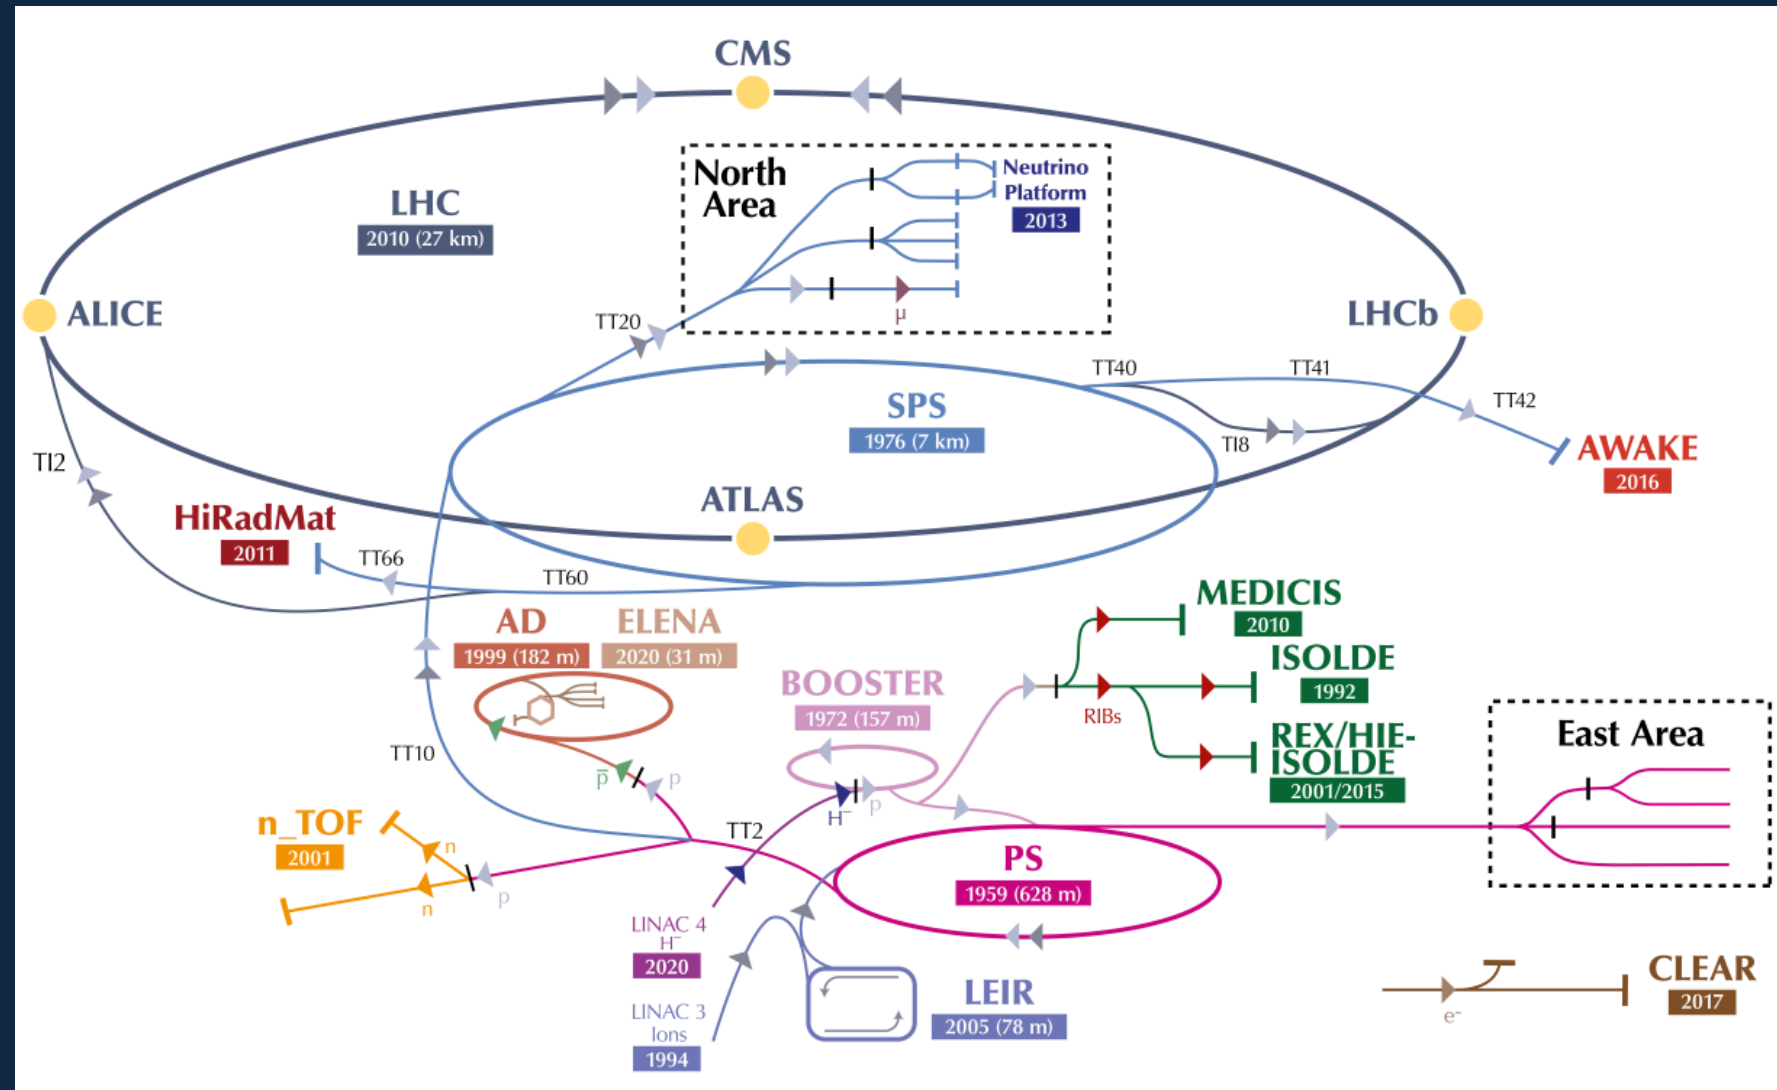 CMS
North
Area
Neutrino
Platform
2013
LHC
2010 (27 km)
ALICE
LHCb
μ
TT20
TT40
TT41
TT42
TI8
SPS
1976 (7 km)
AWAKE
2016
TI2
ATLAS
HiRadMat
2011
TT66
TT60
MEDICIS
2010
AD
1999 (182 m)
ELENA
2020 (31 m)
ISOLDE
1992
BOOSTER
1972 (157 m)
RIBs
REX/HIE-
ISOLDE
2001/2015
East Area
TT10
p̄
p
H⁻
p
n_TOF
2001
n
n
p
TT2
PS
1959 (628 m)
LINAC 4
H⁻
2020
LINAC 3
Ions
1994
LEIR
2005 (78 m)
CLEAR
2017
e⁻